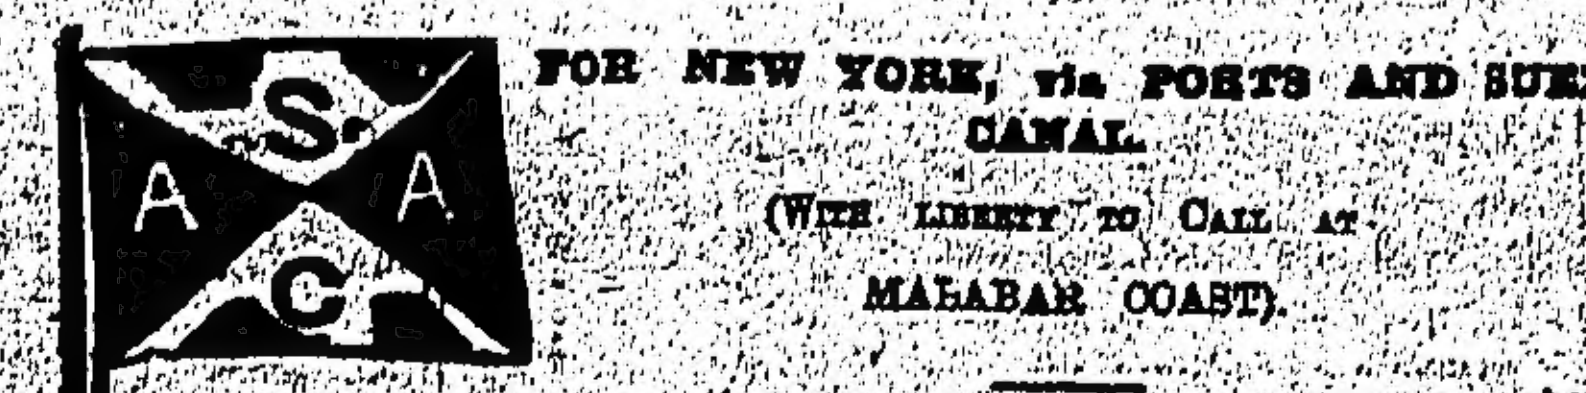 S
A A
C
FOR NEW YORK, via PORTS AND SUEZ
CANAL.
(WITH LIBERTY TO CALL AT
MALABAR COAST).